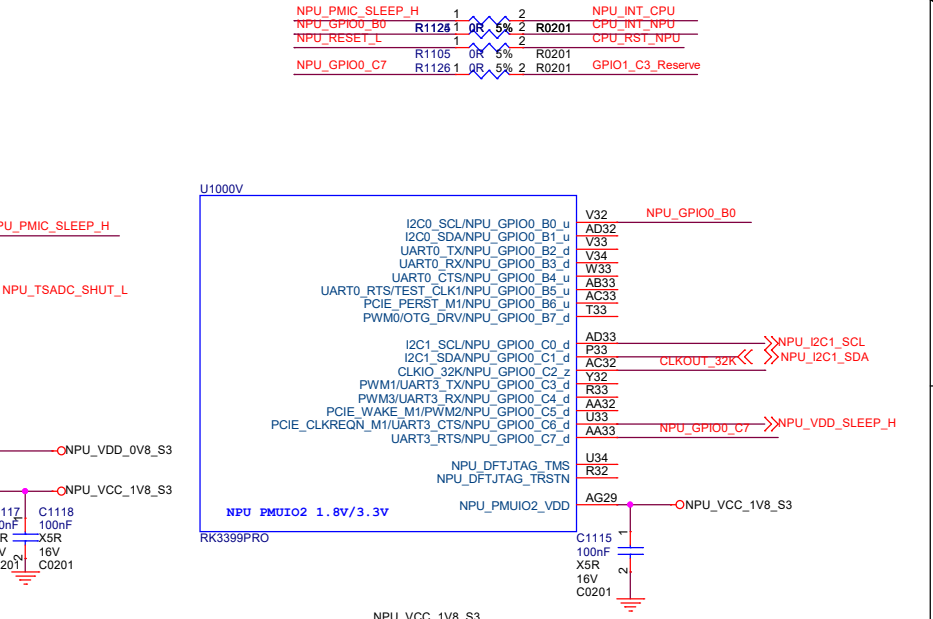 NPU_PMIC_SLEEP_H 1 2 NPU_INT_CPU
NPU_GPIO0_B0 1 0R 5% 2 R0201 CPU_INT_NPU
NPU_RESET_L 1 2 CPU_RST_NPU
R1105 0R 5% R0201
NPU_GPIO0_C7 R1126 1 0R 5% 2 R0201 GPIO1_C3_Reserve
U1000V
I2C0_SCL/NPU_GPIO0_B0_u V32 NPU_GPIO0_B0
PU_PMIC_SLEEP_H
I2C0_SDA/NPU_GPIO0_B1_u AD32
UART0_TX/NPU_GPIO0_B2_d V33
UART0_RX/NPU_GPIO0_B3_d V34
UART0_CTS/NPU_GPIO0_B4_u W33
NPU_TSADC_SHUT_L
UART0_RTS/TEST_CLK1/NPU_GPIO0_B5_u AB33
PCIE_PERST_M1/NPU_GPIO0_B6_u AC33
PWM0/OTG_DRV/NPU_GPIO0_B7_d T33
I2C1_SCL/NPU_GPIO0_C0_d AD33 NPU_I2C1_SCL
I2C1_SDA/NPU_GPIO0_C1_d P33 NPU_I2C1_SDA
CLKIO_32K/NPU_GPIO0_C2_z AC32 CLKOUT_32K
PWM1/UART3_TX/NPU_GPIO0_C3_d Y32
PWM3/UART3_RX/NPU_GPIO0_C4_d R33
PCIE_WAKE_M1/PWM2/NPU_GPIO0_C5_d AA32
PCIE_CLKREQN_M1/UART3_CTS/NPU_GPIO0_C6_d U33 NPU_VDD_SLEEP_H
UART3_RTS/NPU_GPIO0_C7_d AA33 NPU_GPIO0_C7
NPU_VDD_0V8_S3
NPU_DFTJTAG_TMS U34
NPU_DFTJTAG_TRSTN R32
NPU_VCC_1V8_S3
NPU_PMUIO2_VDD AG29 NPU_VCC_1V8_S3
NPU PMUIO2 1.8V/3.3V
117 C1118
0nF 100nF
R X5R
V 16V
201 C0201
1
2
RK3399PRO
C1115
100nF
X5R
16V
C0201
1
2
NPU_VCC_1V8_S3